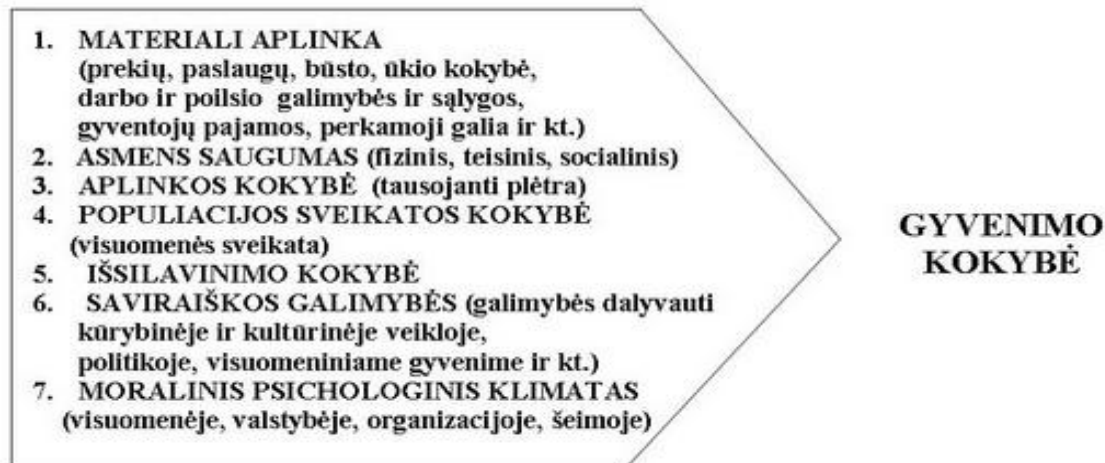 1. MATERIALI APLINKA
(prekių, paslaugų, būsto, ūkio kokybė,
darbo ir poilsio galimybės ir sąlygos,
gyventojų pajamos, perkamoji galia ir kt.)
2. ASMENS SAUGUMAS (fizinis, teisinis, socialinis)
3. APLINKOS KOKYBĖ (tausojanti plėtra)
4. POPULIACIJOS SVEIKATOS KOKYBĖ
(visuomenės sveikata)
5. IŠSILAVINIMO KOKYBĖ
6. SAVIRAIŠKOS GALIMYBĖS (galimybės dalyvauti
kūrybinėje ir kultūrinėje veikloje,
politikoje, visuomeniniame gyvenime ir kt.)
7. MORALINIS PSICHOLOGINIS KLIMATAS
(visuomenėje, valstybėje, organizacijoje, šeimoje)
GYVENIMO
KOKYBĖ